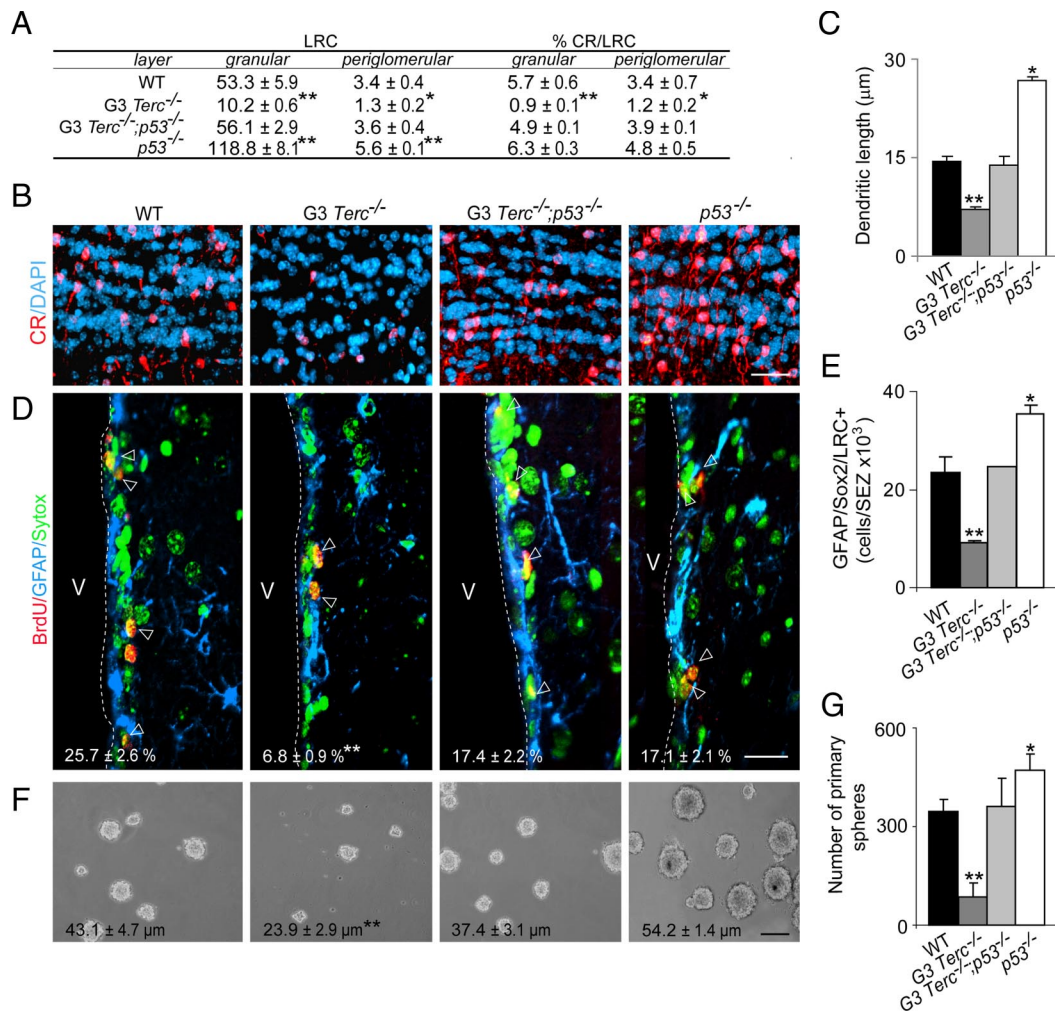 A
LRC % CR/LRC
layer granular periglomerular granular periglomerular
WT 53.3 ± 5.9 3.4 ± 0.4 5.7 ± 0.6 3.4 ± 0.7
G3 Terc-/- 10.2 ± 0.6** 1.3 ± 0.2* 0.9 ± 0.1** 1.2 ± 0.2*
G3 Terc-/-;p53-/- 56.1 ± 2.9 3.6 ± 0.4 4.9 ± 0.1 3.9 ± 0.1
p53-/- 118.8 ± 8.1** 5.6 ± 0.1** 6.3 ± 0.3 4.8 ± 0.5
B
WT G3 Terc-/- G3 Terc-/-;p53-/- p53-/-
CR/DAPI
D
BrdU/GFAP/Sytox
V V V V
25.7 ± 2.6 % 6.8 ± 0.9 %** 17.4 ± 2.2 % 17.1 ± 2.1 %
F
43.1 ± 4.7 µm 23.9 ± 2.9 µm** 37.4 ± 3.1 µm 54.2 ± 1.4 µm
C
Dendritic length (µm)
30
15
0
** *
WT G3 Terc-/- G3 Terc-/-;p53-/- p53-/-
E
GFAP/Sox2/LRC+
(cells/SEZ x10³)
40
20
0
** *
WT G3 Terc-/- G3 Terc-/-;p53-/- p53-/-
G
Number of primary
spheres
600
300
0
** *
WT G3 Terc-/- G3 Terc-/-;p53-/- p53-/-